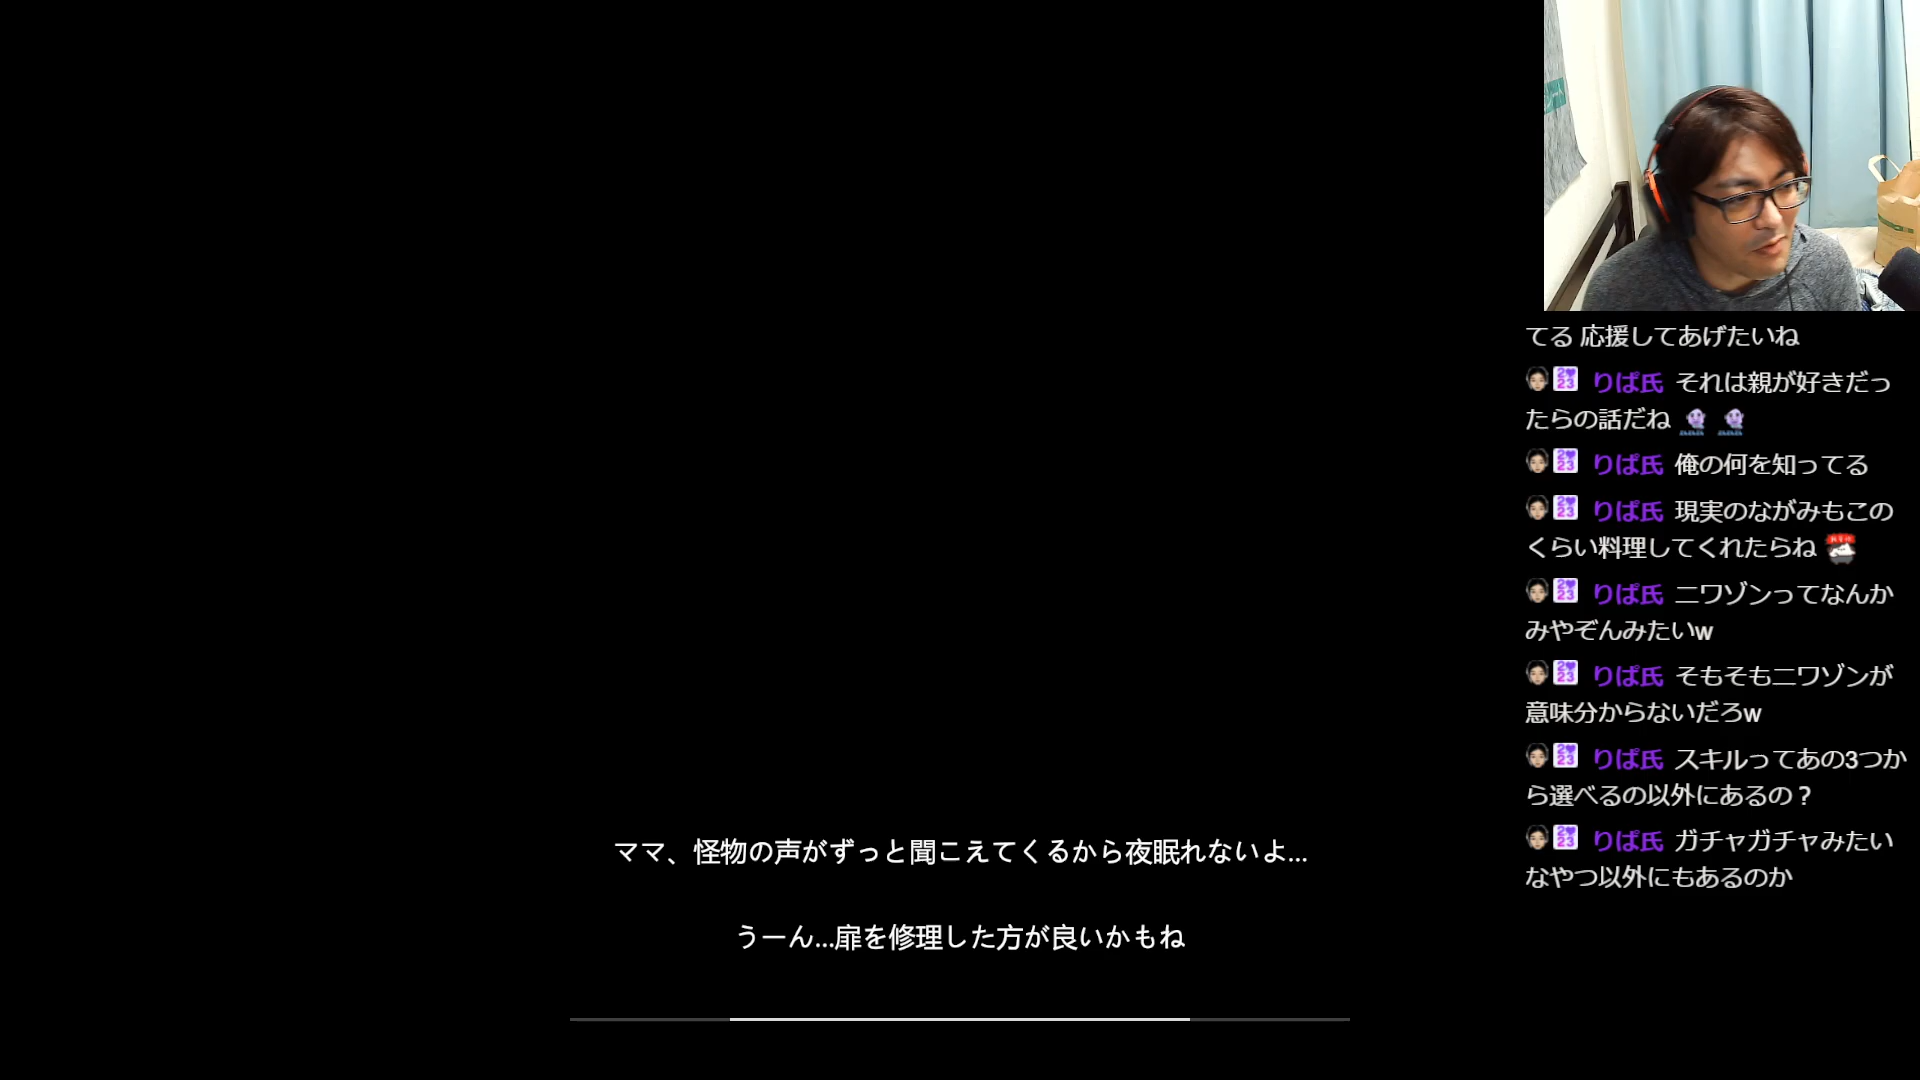 てる 応援してあげたいね
りぱ氏 それは親が好きだっ
たらの話だね
りぱ氏 俺の何を知ってる
りぱ氏 現実のながみもこの
くらい料理してくれたらね
りぱ氏 ニワゾンってなんか
みやぞんみたいw
りぱ氏 そもそもニワゾンが
意味分からないだろw
りぱ氏 スキルってあの3つか
ら選べるの以外にあるの？
りぱ氏 ガチャガチャみたい
なやつ以外にもあるのか
ママ、怪物の声がずっと聞こえてくるから夜眠れないよ...
うーん...扉を修理した方が良いかもね